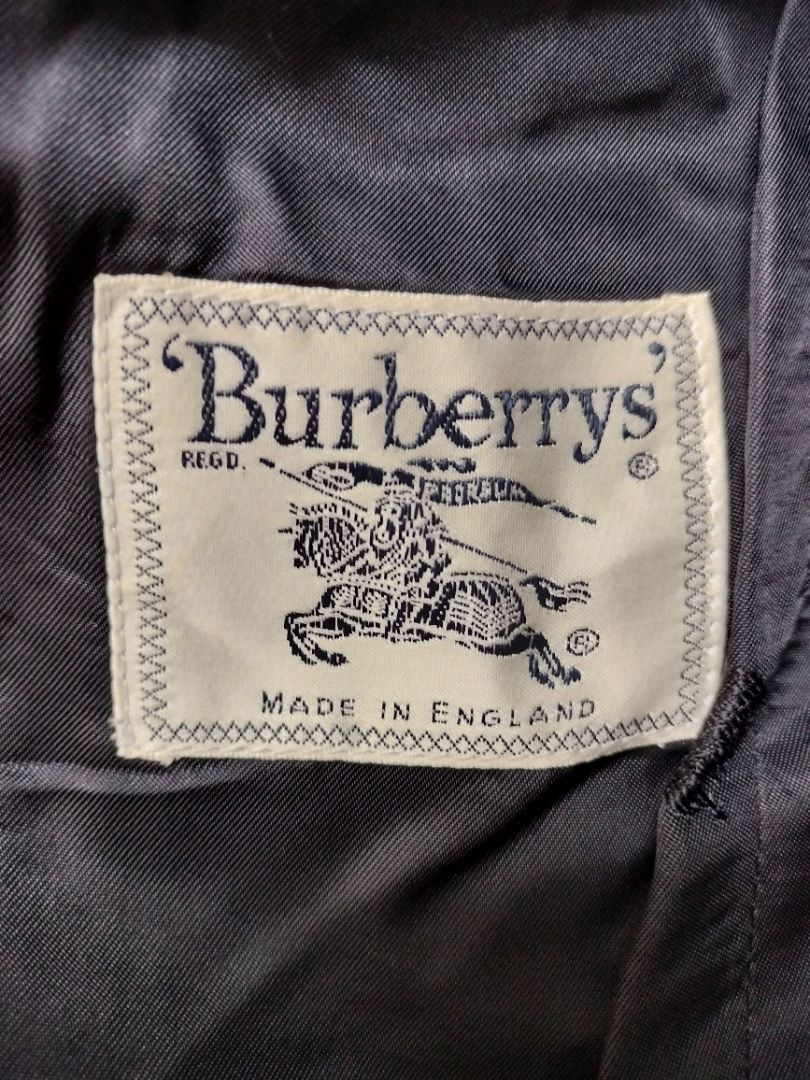 'Burberrys'
REGD. ®
®
MADE IN ENGLAND